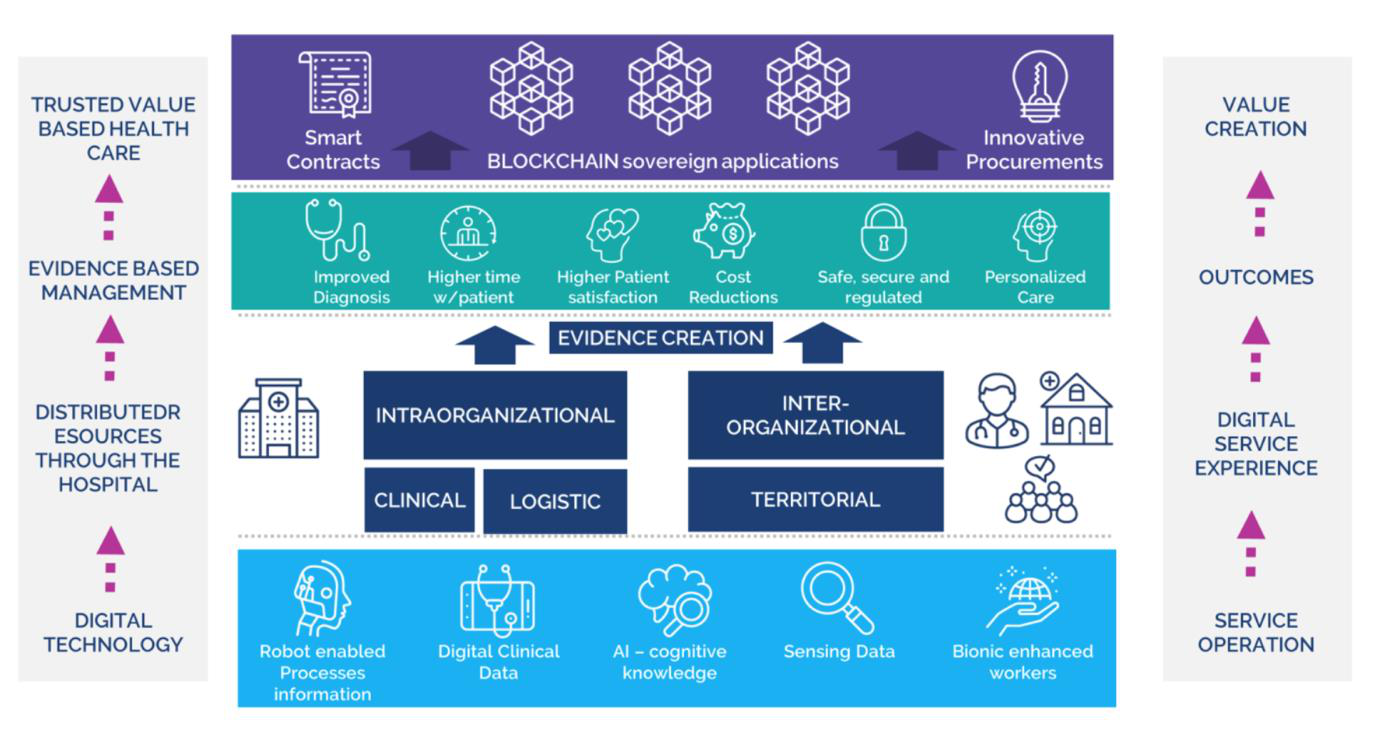 TRUSTED VALUE
BASED HEALTH
CARE
EVIDENCE BASED
MANAGEMENT
DISTRIBUTEDR
ESOURCES
THROUGH THE
HOSPITAL
DIGITAL
TECHNOLOGY
Smart
Contracts
BLOCKCHAIN sovereign applications
Innovative
Procurements
Improved
Diagnosis
Higher time
w/patient
Higher Patient
satisfaction
Cost
Reductions
$
Safe, secure and
regulated
Personalized
Care
EVIDENCE CREATION
INTRAORGANIZATIONAL
INTER-
ORGANIZATIONAL
CLINICAL
LOGISTIC
TERRITORIAL
Robot enabled
Processes
information
Digital Clinical
Data
AI – cognitive
knowledge
Sensing Data
Bionic enhanced
workers
VALUE
CREATION
OUTCOMES
DIGITAL
SERVICE
EXPERIENCE
SERVICE
OPERATION